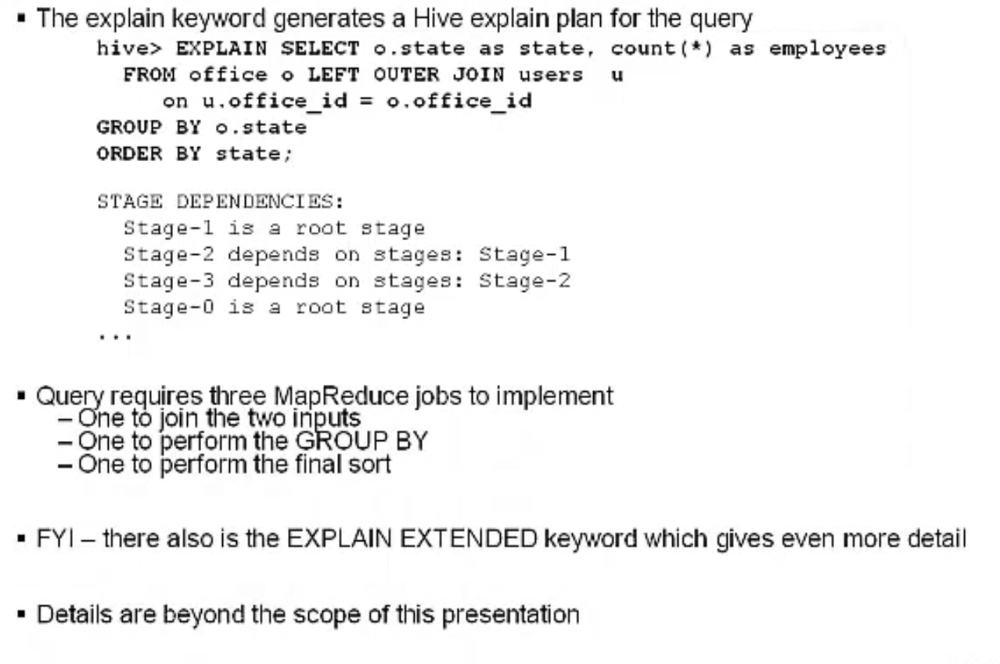 ▪ The explain keyword generates a Hive explain plan for the query
hive> EXPLAIN SELECT o.state as state, count(*) as employees
FROM office o LEFT OUTER JOIN users u
on u.office_id = o.office_id
GROUP BY o.state
ORDER BY state;
STAGE DEPENDENCIES:
Stage-1 is a root stage
Stage-2 depends on stages: Stage-1
Stage-3 depends on stages: Stage-2
Stage-0 is a root stage
...
▪ Query requires three MapReduce jobs to implement
– One to join the two inputs
– One to perform the GROUP BY
– One to perform the final sort
▪ FYI – there also is the EXPLAIN EXTENDED keyword which gives even more detail
▪ Details are beyond the scope of this presentation